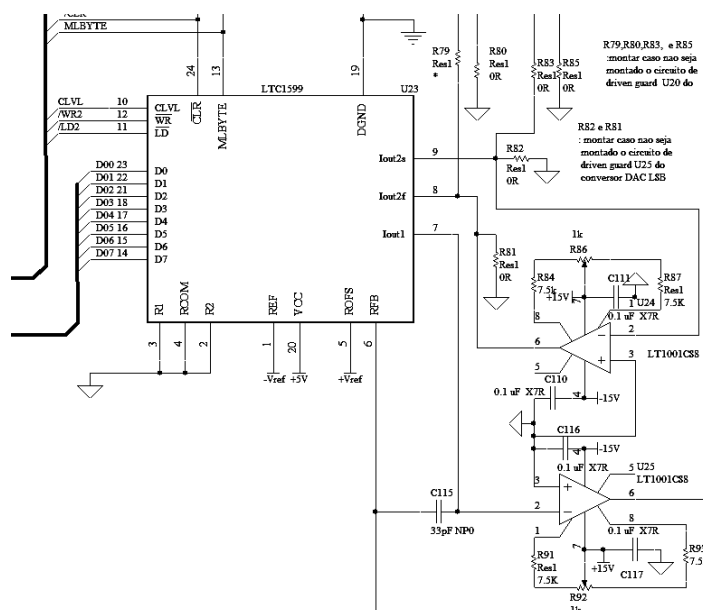 /CLR
MLBYTE
24
13
19
LTC1599
U23
CLVL 10
/WR2 12
/LD2 11
CLVL
WR
LD
CLR
MLBYTE
DGND
D00 23
D01 22
D02 21
D03 18
D04 17
D05 16
D06 15
D07 14
D0
D1
D2
D3
D4
D5
D6
D7
Iout2s
9
Iout2f
8
Iout1
7
R1
RCOM
R2
REF
VCC
ROFS
RFB
3
4
2
1
20
5
6
-Vref
+5V
+Vref
R79
Res1
*
R80
Res1
0R
R83
Res1
0R
R85
Res1
0R
R79,R80,R83, e R85
:montar caso nao seja
montado o circuito de
driven guard U20 do
R82 e R81
: montar caso nao seja
montado o circuito de
driven guard U25 do
conversor DAC LSB
R82
Res1
0R
R81
Res1
0R
1k
R86
R84
7.5k
+15V
7
C111
R87
Res1
7.5K
1 U24
0.1 uF X7R
8
2
6
3
5
LT1001CS8
C110
0.1 uF X7R
4
-15V
C116
-15V
4
0.1 uF X7R
5 U25
LT1001CS8
3
6
2
C115
33pF NP0
1
8
0.1 uF X7R
7
R91
Res1
7.5K
+15V
C117
R93
7.5
R92
1k